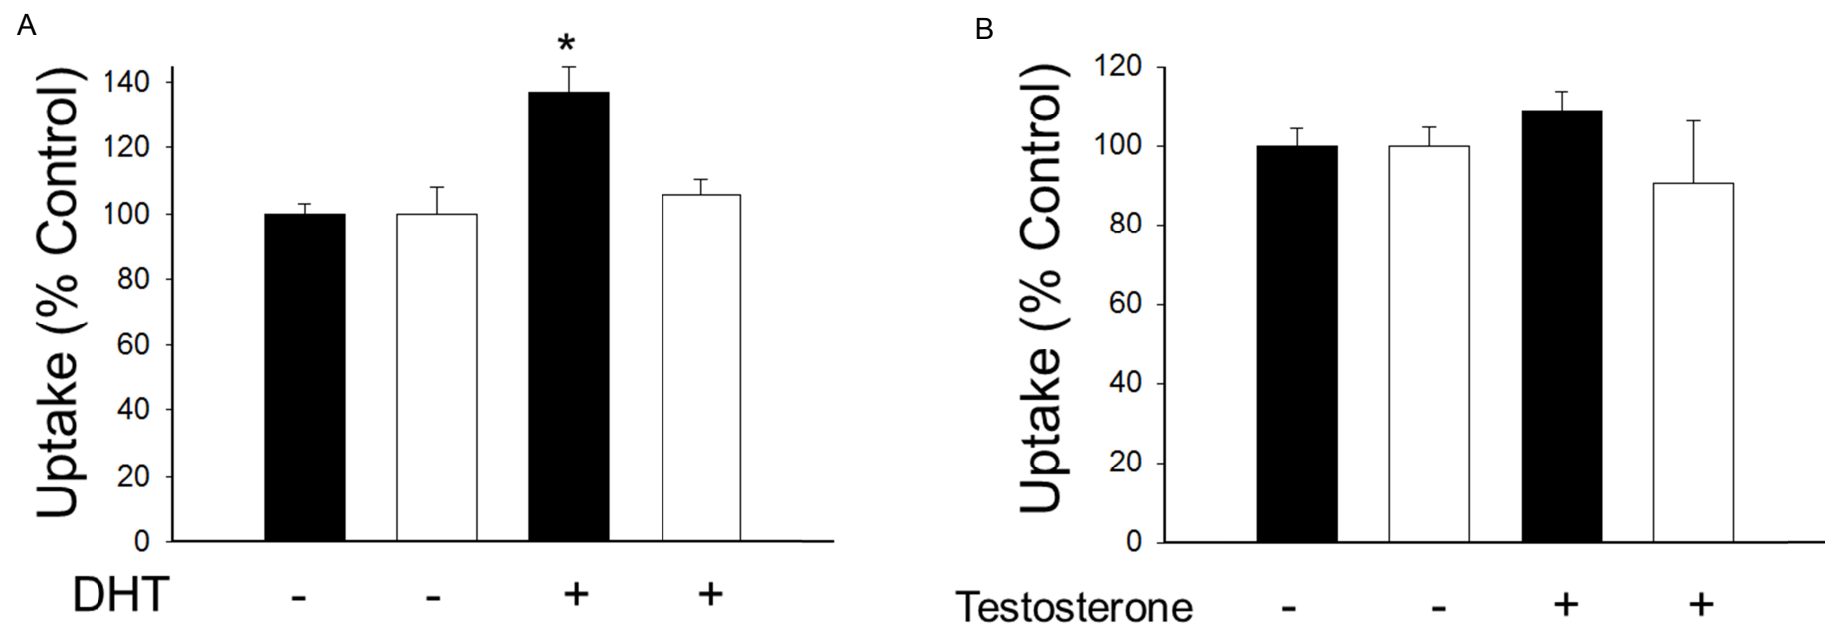 A
*
Uptake (% Control)
140
120
100
80
60
40
20
0
DHT - - + +
B
Uptake (% Control)
120
100
80
60
40
20
0
Testosterone - - + +